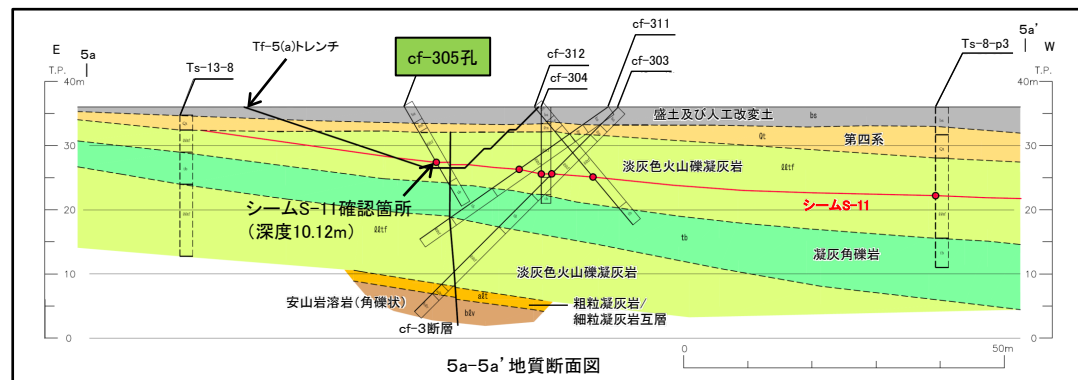 E 5a
T.P.
40m
30
20
10
0
Tf-5(a)トレンチ
Ts-13-8
cf-305孔
cf-312
cf-304
cf-311
cf-303
Ts-8-p3
5a' W
T.P.
40m
30
20
10
0
盛土及び人工改変土
bs
第四系
Qt
淡灰色火山礫凝灰岩
ℓℓtf
シームS-11
シームS-11確認箇所
（深度10.12m）
ℓℓtf
tb
凝灰角礫岩
淡灰色火山礫凝灰岩
ℓℓtf
安山岩溶岩（角礫状）
粗粒凝灰岩/
細粒凝灰岩互層
cf-3断層
0 50m
5a-5a’地質断面図